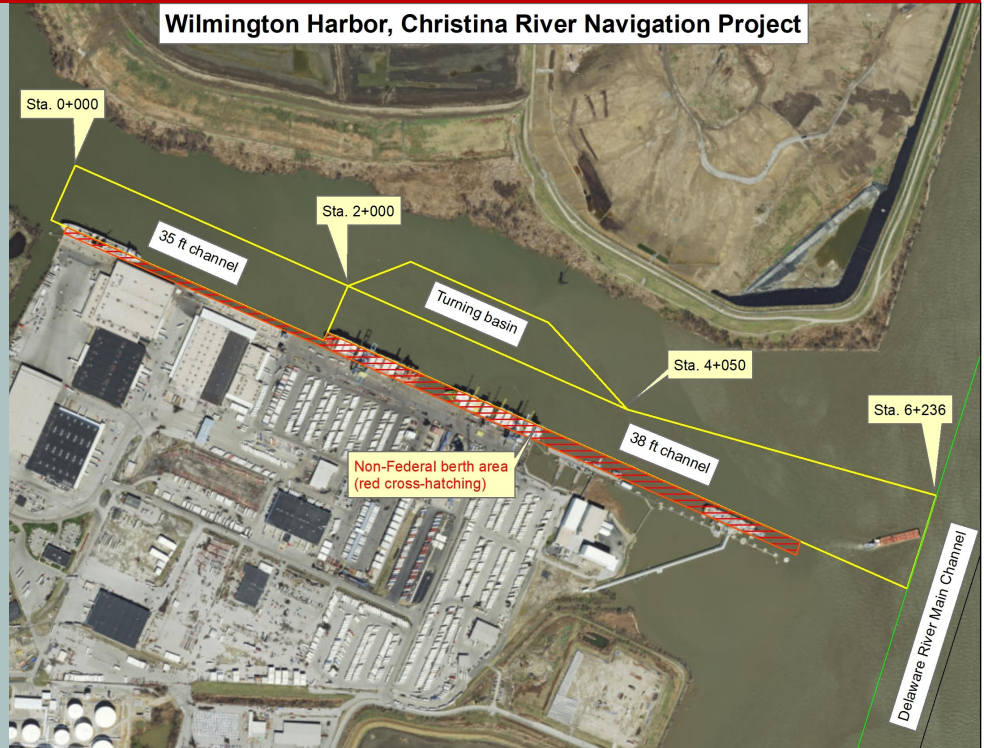 Wilmington Harbor, Christina River Navigation Project
Sta. 0+000
Sta. 2+000
35 ft channel
Turning basin
Sta. 4+050
Sta. 6+236
38 ft channel
Non-Federal berth area
(red cross-hatching)
Delaware River Main Channel